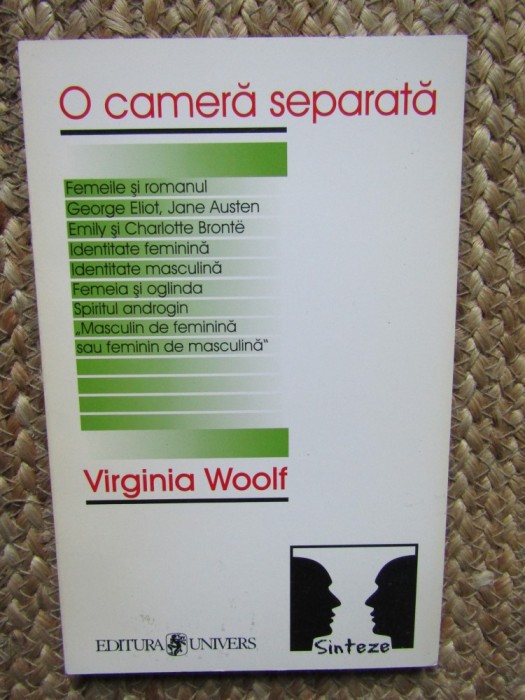 O cameră separată
Femeile și romanul
George Eliot, Jane Austen
Emily și Charlotte Brontë
Identitate feminină
Identitate masculină
Femeia și oglinda
Spiritul androgin
„Masculin de feminină
sau feminin de masculină“
Virginia Woolf
EDITURA UNIVERS
Sinteze